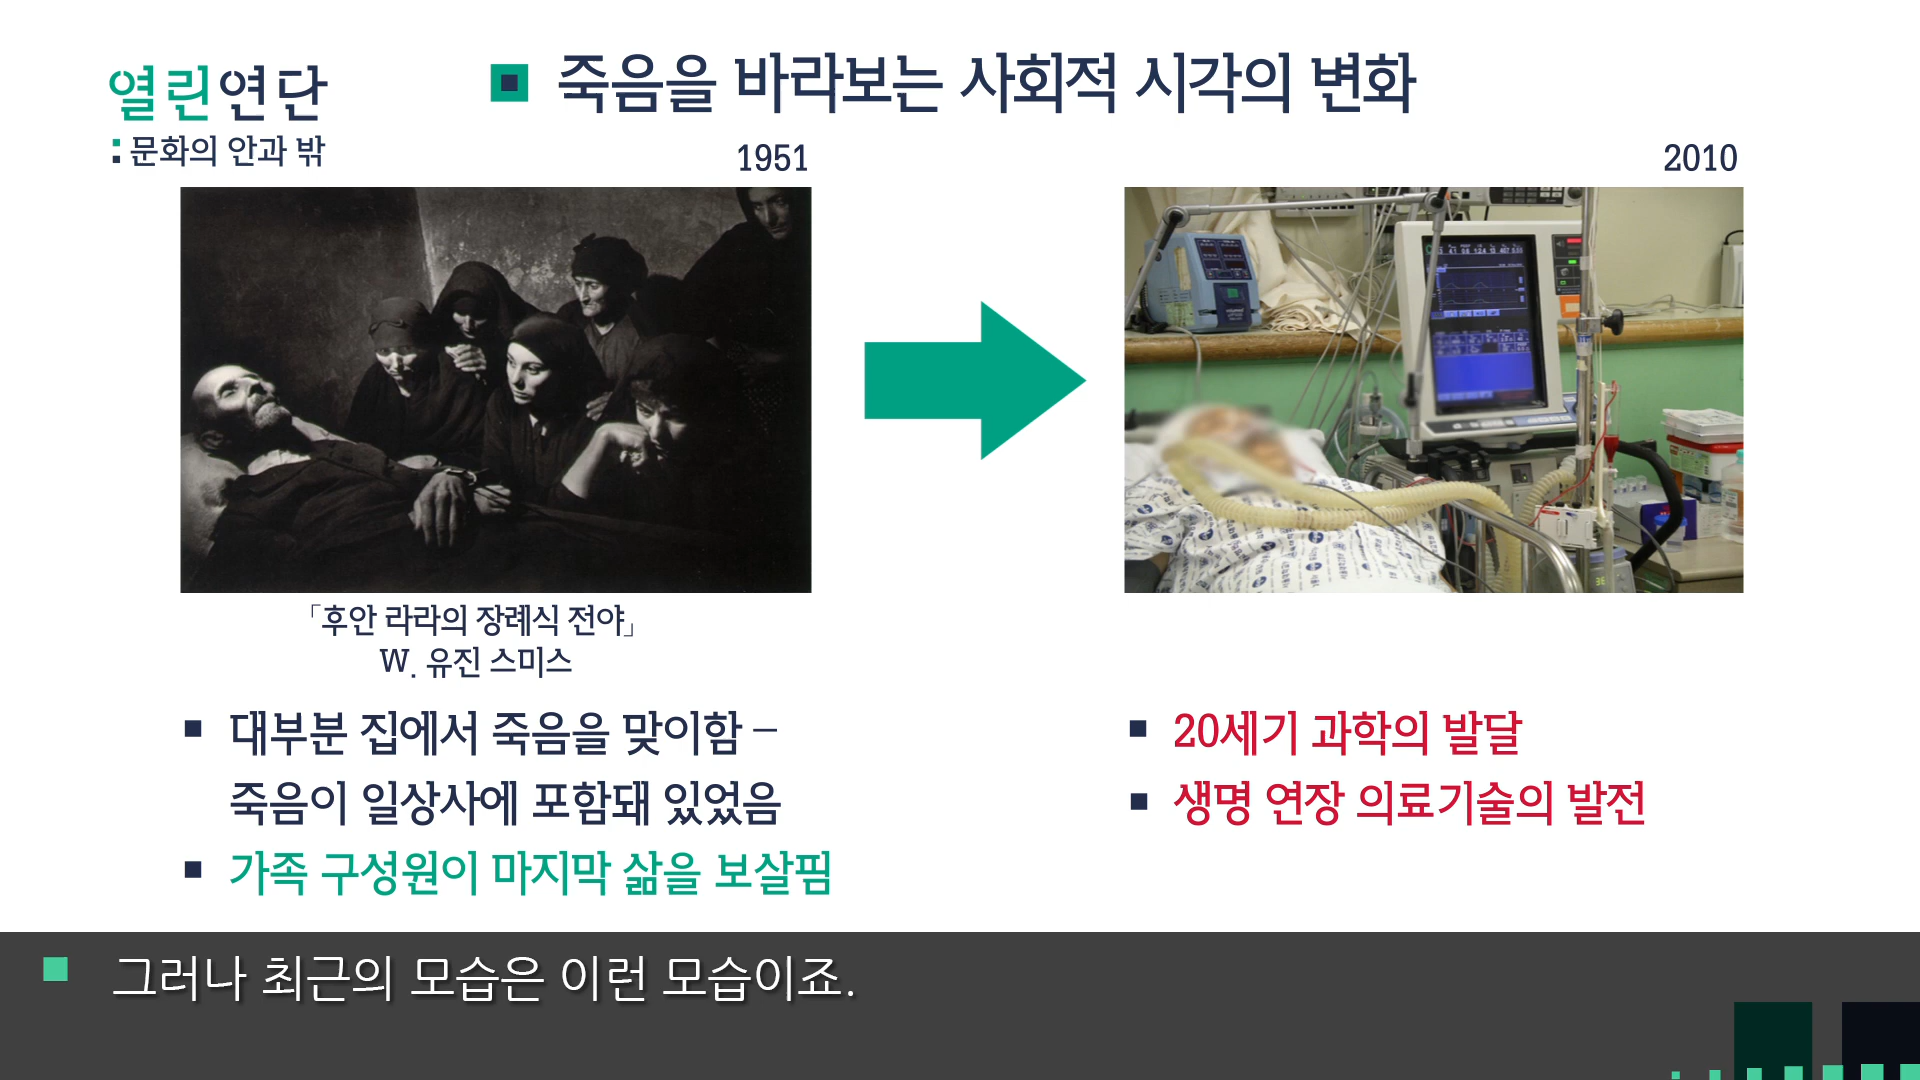 열린연단
:문화의 안과 밖
죽음을 바라보는 사회적 시각의 변화
1951
2010
「후안 라라의 장례식 전야」
W. 유진 스미스
대부분 집에서 죽음을 맞이함 –
죽음이 일상사에 포함돼 있었음
가족 구성원이 마지막 삶을 보살핌
20세기 과학의 발달
생명 연장 의료기술의 발전
그러나 최근의 모습은 이런 모습이죠.